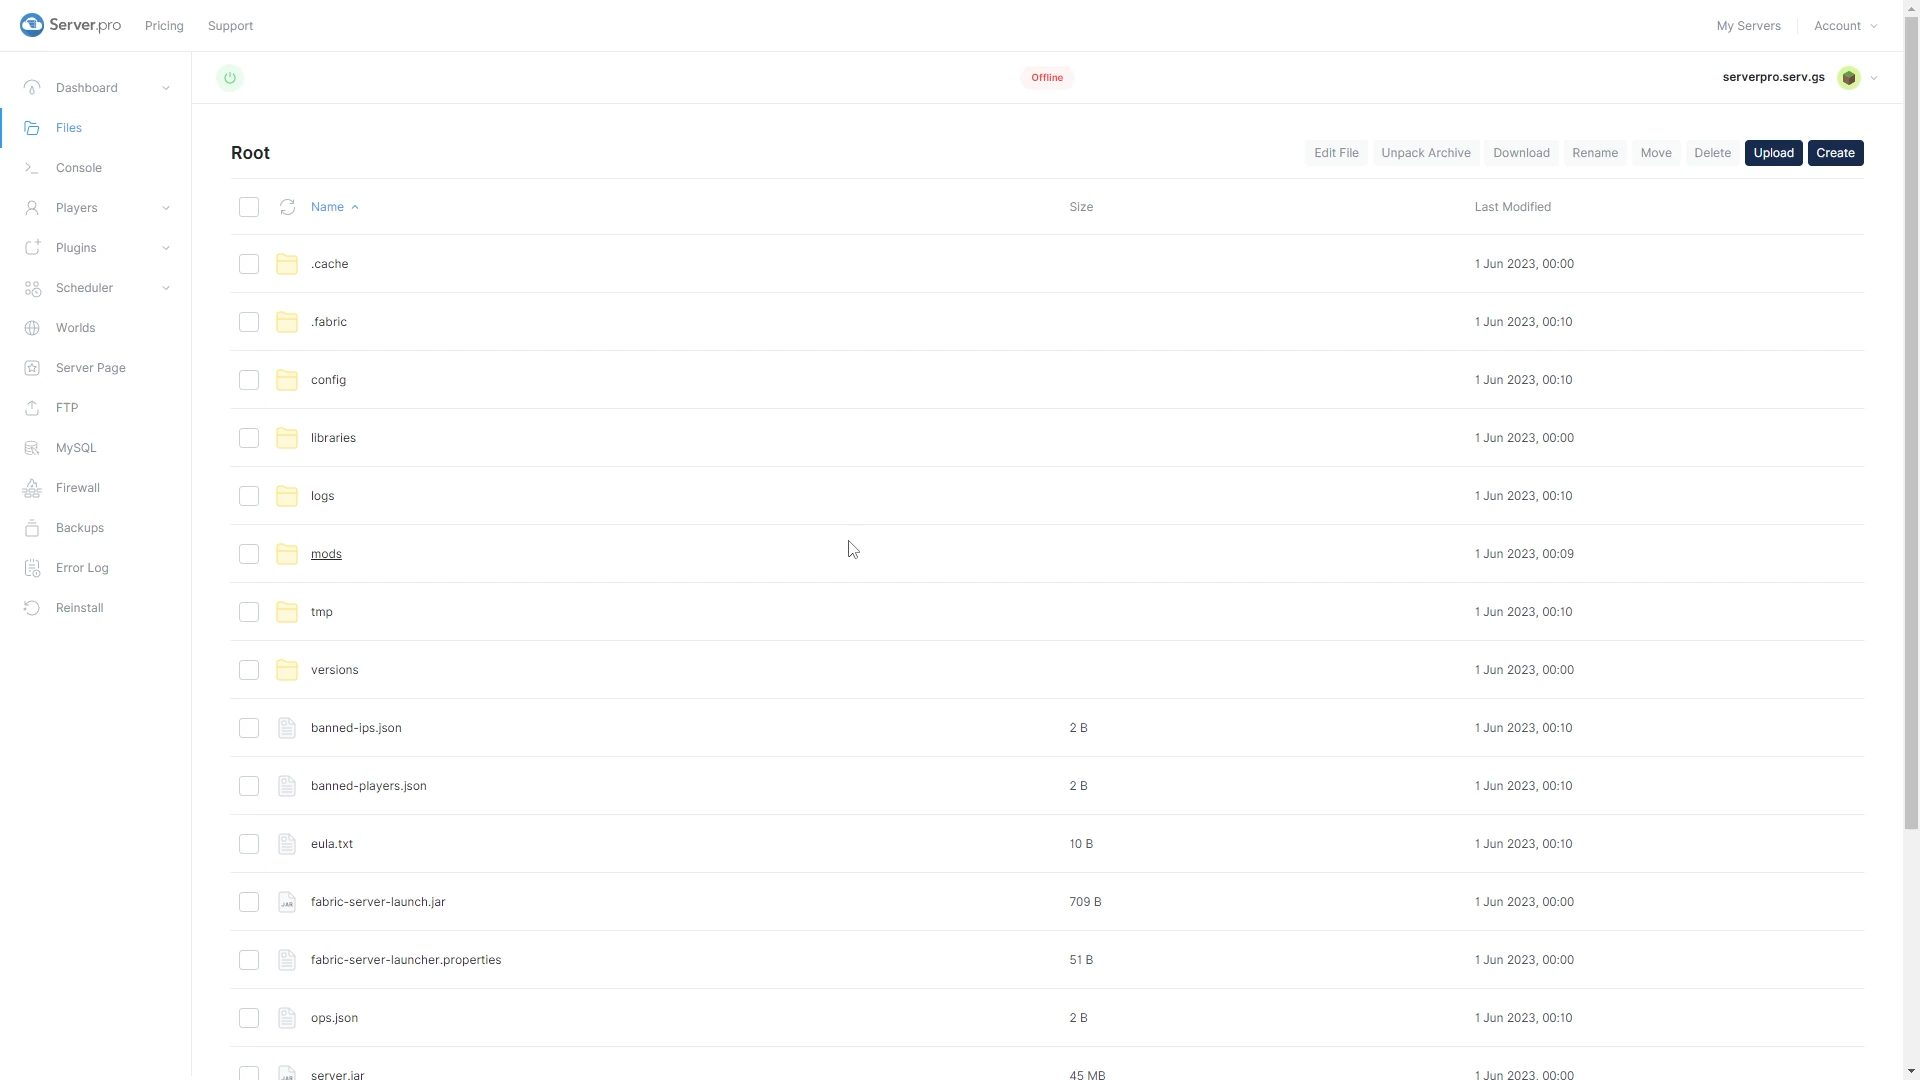 Server.pro
Pricing
Support
My Servers
Account
Dashboard
Files
Console
Players
Plugins
Scheduler
Worlds
Server Page
FTP
MySQL
Firewall
Backups
Error Log
Reinstall
Offline
serverpro.serv.gs
Root
Edit File
Unpack Archive
Download
Rename
Move
Delete
Upload
Create
Name Size Last Modified
.cache 1 Jun 2023, 00:00
.fabric 1 Jun 2023, 00:10
config 1 Jun 2023, 00:10
libraries 1 Jun 2023, 00:00
logs 1 Jun 2023, 00:10
mods 1 Jun 2023, 00:09
tmp 1 Jun 2023, 00:10
versions 1 Jun 2023, 00:00
banned-ips.json 2 B 1 Jun 2023, 00:10
banned-players.json 2 B 1 Jun 2023, 00:10
eula.txt 10 B 1 Jun 2023, 00:10
JAR fabric-server-launch.jar 709 B 1 Jun 2023, 00:00
fabric-server-launcher.properties 51 B 1 Jun 2023, 00:00
ops.json 2 B 1 Jun 2023, 00:10
JAR server.jar 45 MB 1 Jun 2023, 00:00